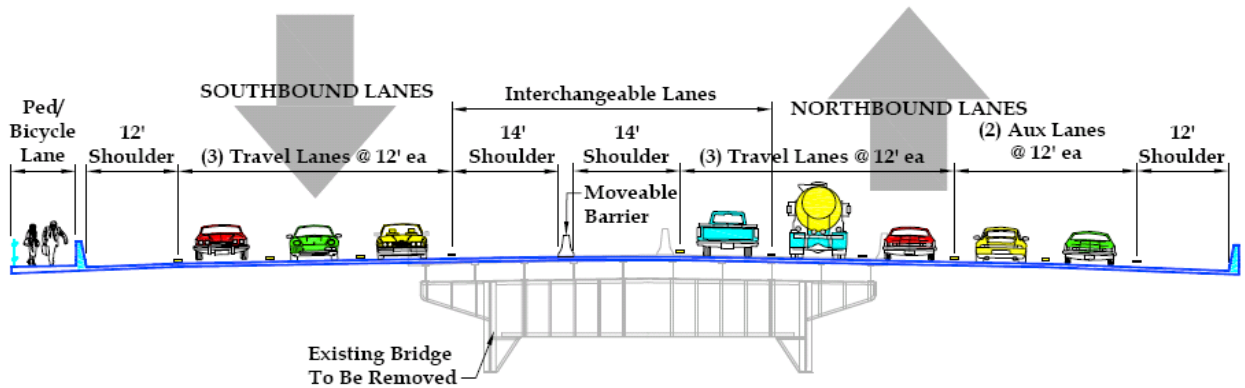 SOUTHBOUND LANES
Interchangeable Lanes
NORTHBOUND LANES
Ped/
Bicycle
Lane
12'
Shoulder
(3) Travel Lanes @ 12' ea
14'
Shoulder
14'
Shoulder
(3) Travel Lanes @ 12' ea
(2) Aux Lanes
@ 12' ea
12'
Shoulder
Moveable
Barrier
Existing Bridge
To Be Removed